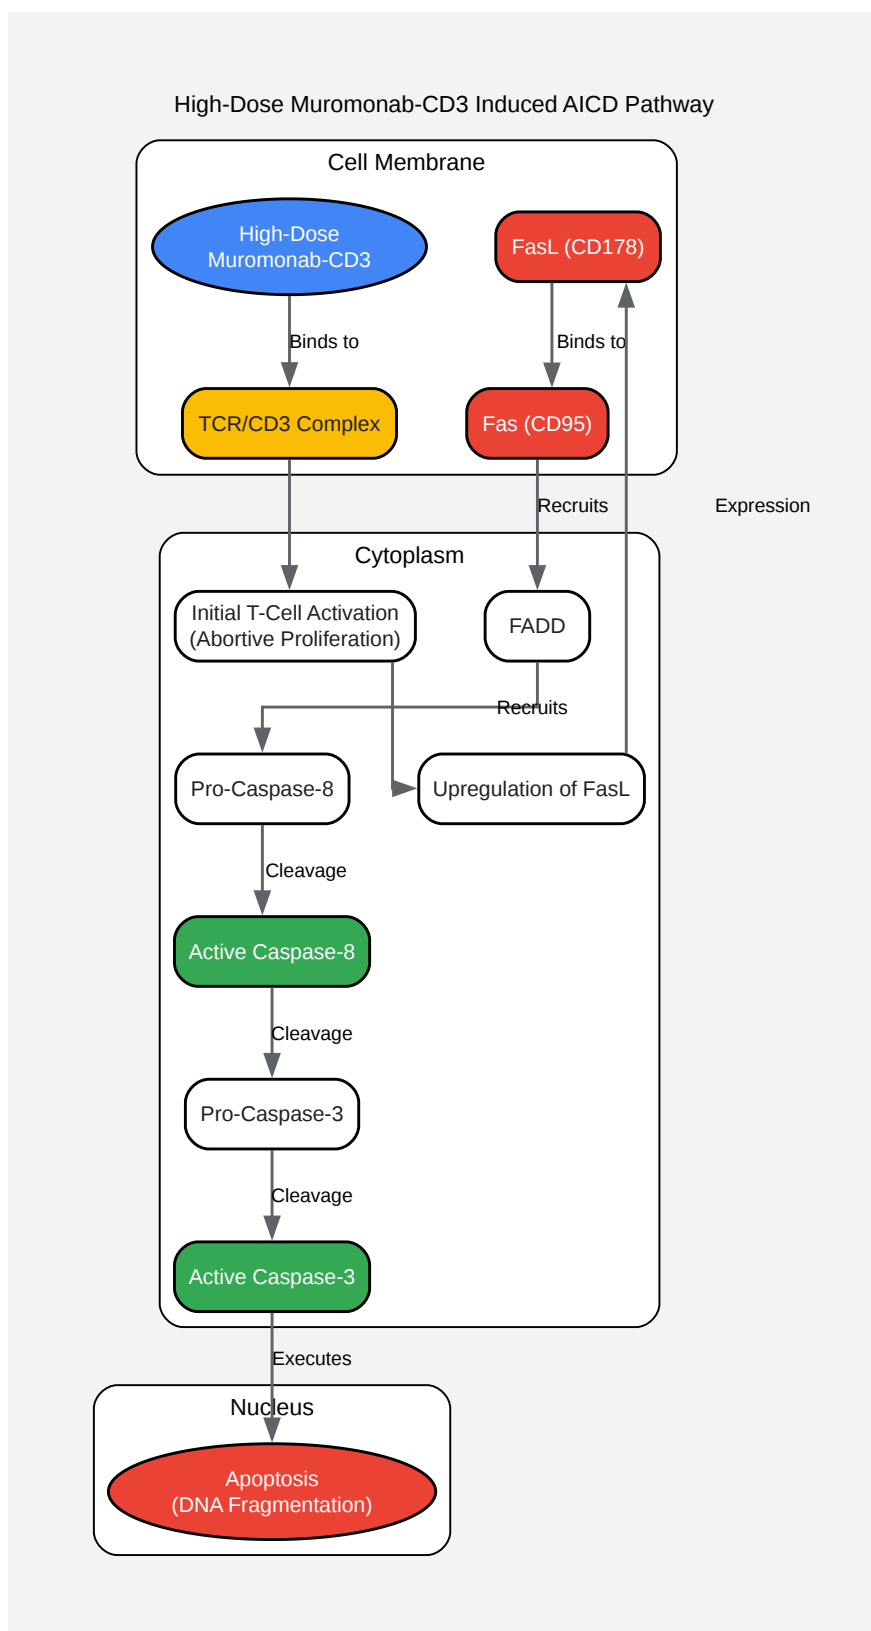 High-Dose Muromonab-CD3 Induced AICD Pathway
Cell Membrane
High-Dose
Muromonab-CD3
FasL (CD178)
Binds to
Binds to
TCR/CD3 Complex
Fas (CD95)
Recruits
Expression
Cytoplasm
Initial T-Cell Activation
(Abortive Proliferation)
FADD
Recruits
Pro-Caspase-8
Upregulation of FasL
Cleavage
Active Caspase-8
Cleavage
Pro-Caspase-3
Cleavage
Active Caspase-3
Executes
Nucleus
Apoptosis
(DNA Fragmentation)